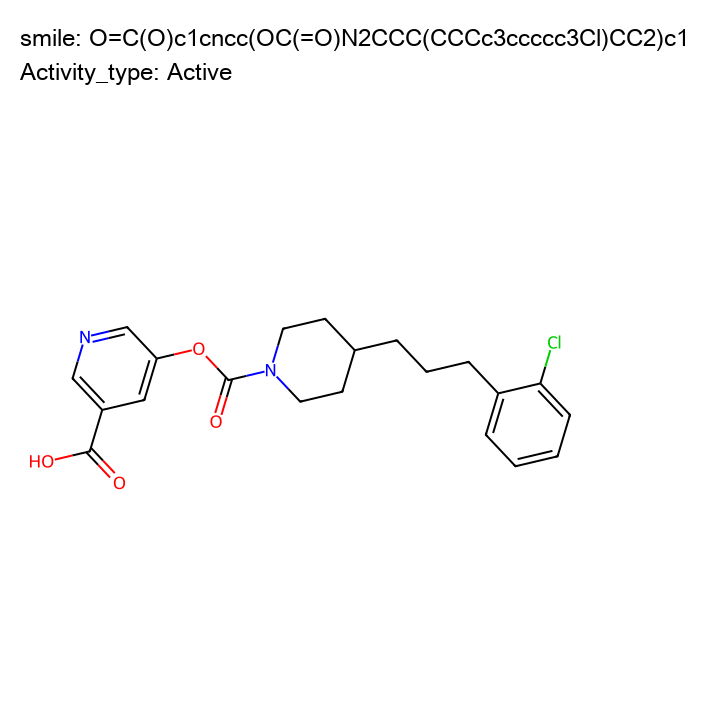 smile: O=C(O)c1cncc(OC(=O)N2CCC(CCCc3ccccc3Cl)CC2)c1
Activity_type: Active
Cl
N
O
N
O
HO
O